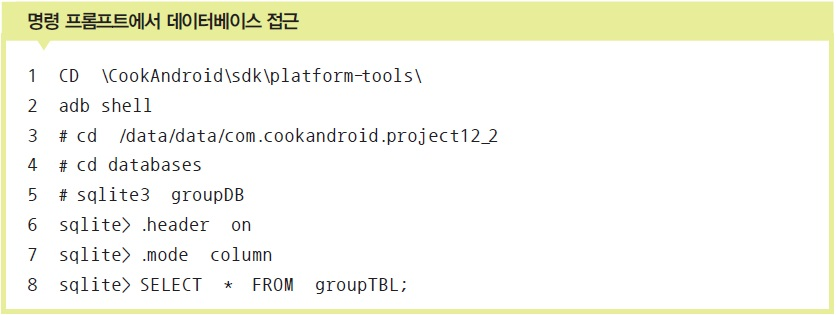 명령 프롬프트에서 데이터베이스 접근
1 CD \CookAndroid\sdk\platform-tools\
2 adb shell
3 # cd /data/data/com.cookandroid.project12_2
4 # cd databases
5 # sqlite3 groupDB
6 sqlite> .header on
7 sqlite> .mode column
8 sqlite> SELECT * FROM groupTBL;